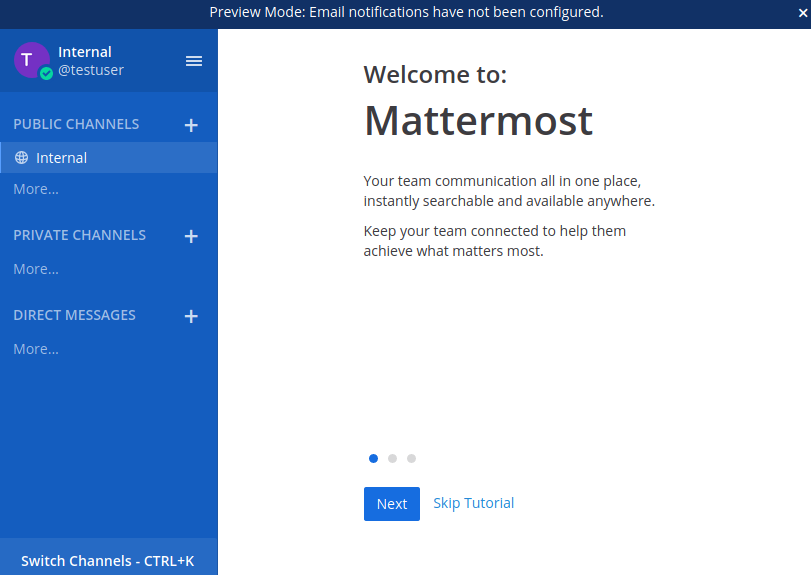 Preview Mode: Email notifications have not been configured.
×
T
Internal
@testuser
PUBLIC CHANNELS +
Internal
More...
PRIVATE CHANNELS +
More...
DIRECT MESSAGES +
More...
Switch Channels - CTRL+K
Welcome to:
Mattermost
Your team communication all in one place,
instantly searchable and available anywhere.
Keep your team connected to help them
achieve what matters most.
Next Skip Tutorial